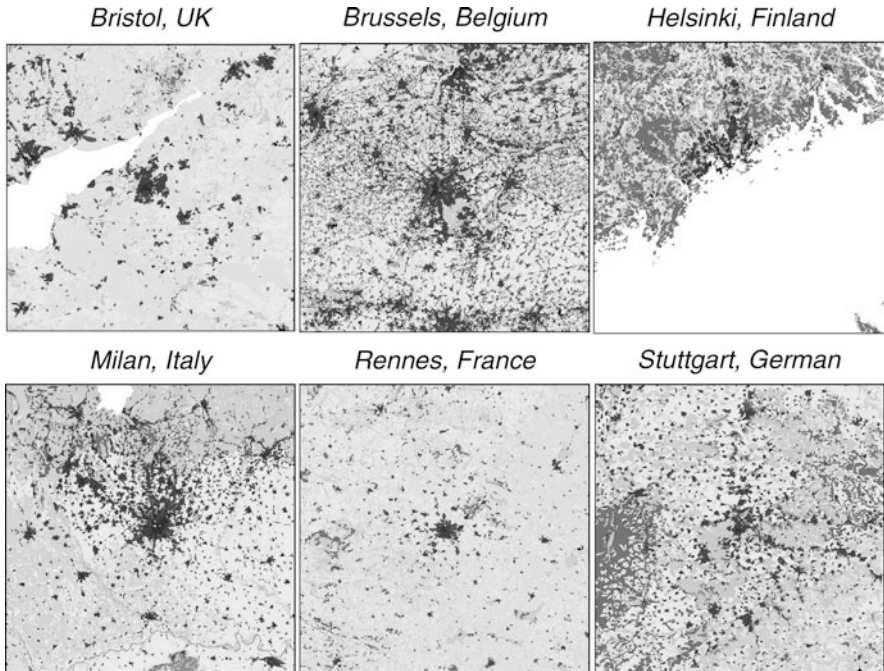 Bristol, UK
Brussels, Belgium
Helsinki, Finland
Milan, Italy
Rennes, France
Stuttgart, German